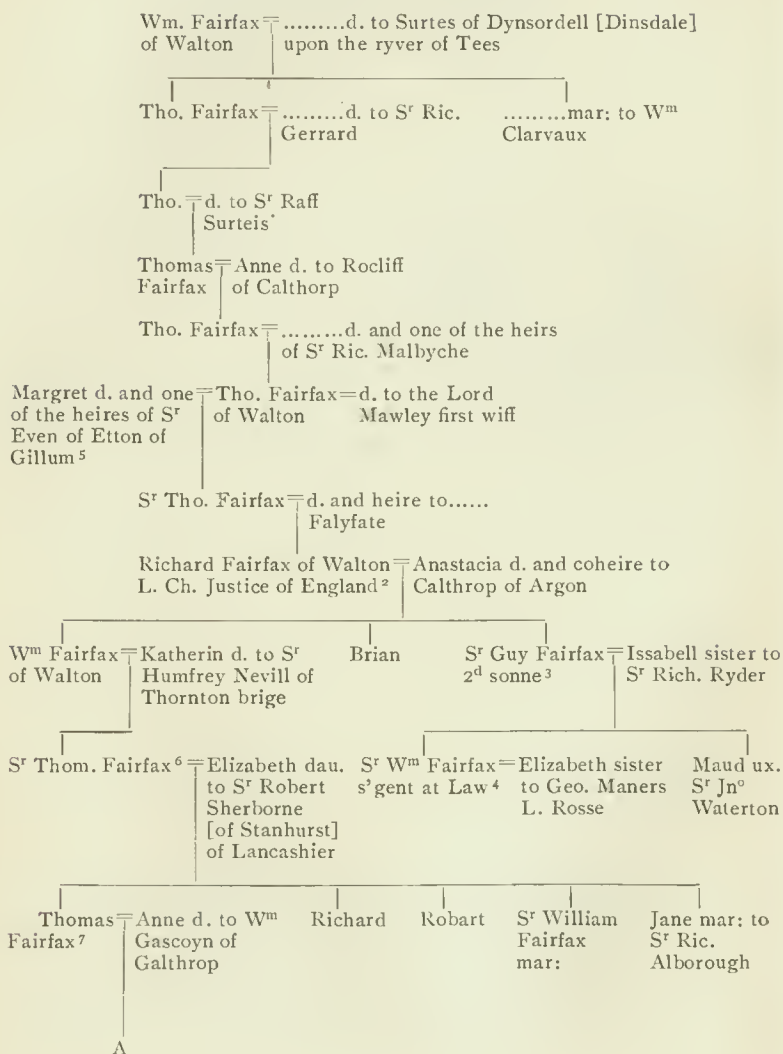 Wm. Fairfax ╤ .........d. to Surtes of Dynsordell [Dinsdale]
of Walton upon the ryver of Tees
Tho. Fairfax ╤ .........d. to Sʳ Ric. .........mar: to Wᵐ
Gerrard Clarvaux
Tho. ╤ d. to Sʳ Raff
Surteis
Thomas ╤ Anne d. to Rocliff
Fairfax of Calthorp
Tho. Fairfax ╤ .........d. and one of the heirs
of Sʳ Ric. Malbyche
Margret d. and one ╤ Tho. Fairfax = d. to the Lord
of the heires of Sʳ of Walton Mawley first wiff
Even of Etton of
Gillum ⁵
Sʳ Tho. Fairfax ╤ d. and heire to......
Falyfate
Richard Fairfax of Walton ╤ Anastacia d. and coheire to
L. Ch. Justice of England ² Calthrop of Argon
Wᵐ Fairfax ╤ Katherin d. to Sʳ Brian Sʳ Guy Fairfax ╤ Issabell sister to
of Walton Humfrey Nevill of 2ᵈ sonne ³ Sʳ Rich. Ryder
Thornton brige
Sʳ Thom. Fairfax ⁶ ╤ Elizabeth dau. Sʳ Wᵐ Fairfax = Elizabeth sister Maud ux.
to Sʳ Robert s'gent at Law ⁴ to Geo. Maners Sʳ Jnº
Sherborne L. Rosse Waterton
[of Stanhurst]
of Lancashier
Thomas ╤ Anne d. to Wᵐ Richard Robart Sʳ William Jane mar: to
Fairfax ⁷ Gascoyn of Fairfax Sʳ Ric.
Galthrop mar: Alborough
A